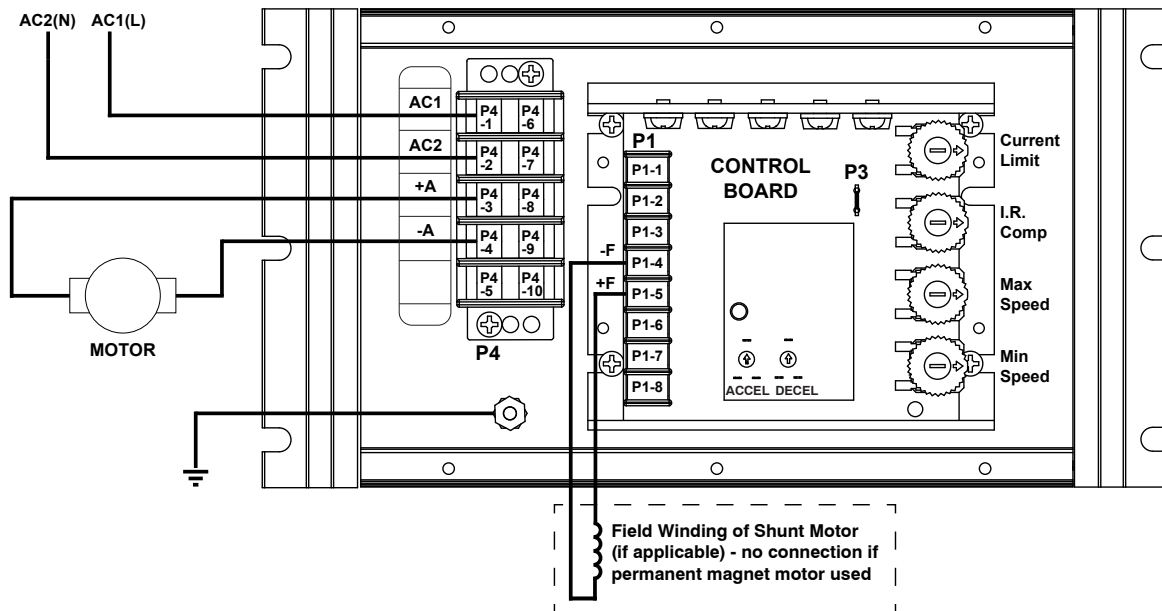 AC2(N) AC1(L)
AC1
AC2
+A
-A
P4
-1
P4
-6
P4
-2
P4
-7
P4
-3
P4
-8
P4
-4
P4
-9
P4
-5
P4
-10
P4
MOTOR
P1
P1-1
P1-2
P1-3
P1-4
P1-5
P1-6
P1-7
P1-8
-F
+F
CONTROL
BOARD
P3
ACCEL DECEL
Current
Limit
I.R.
Comp
Max
Speed
Min
Speed
Field Winding of Shunt Motor
(if applicable) - no connection if
permanent magnet motor used